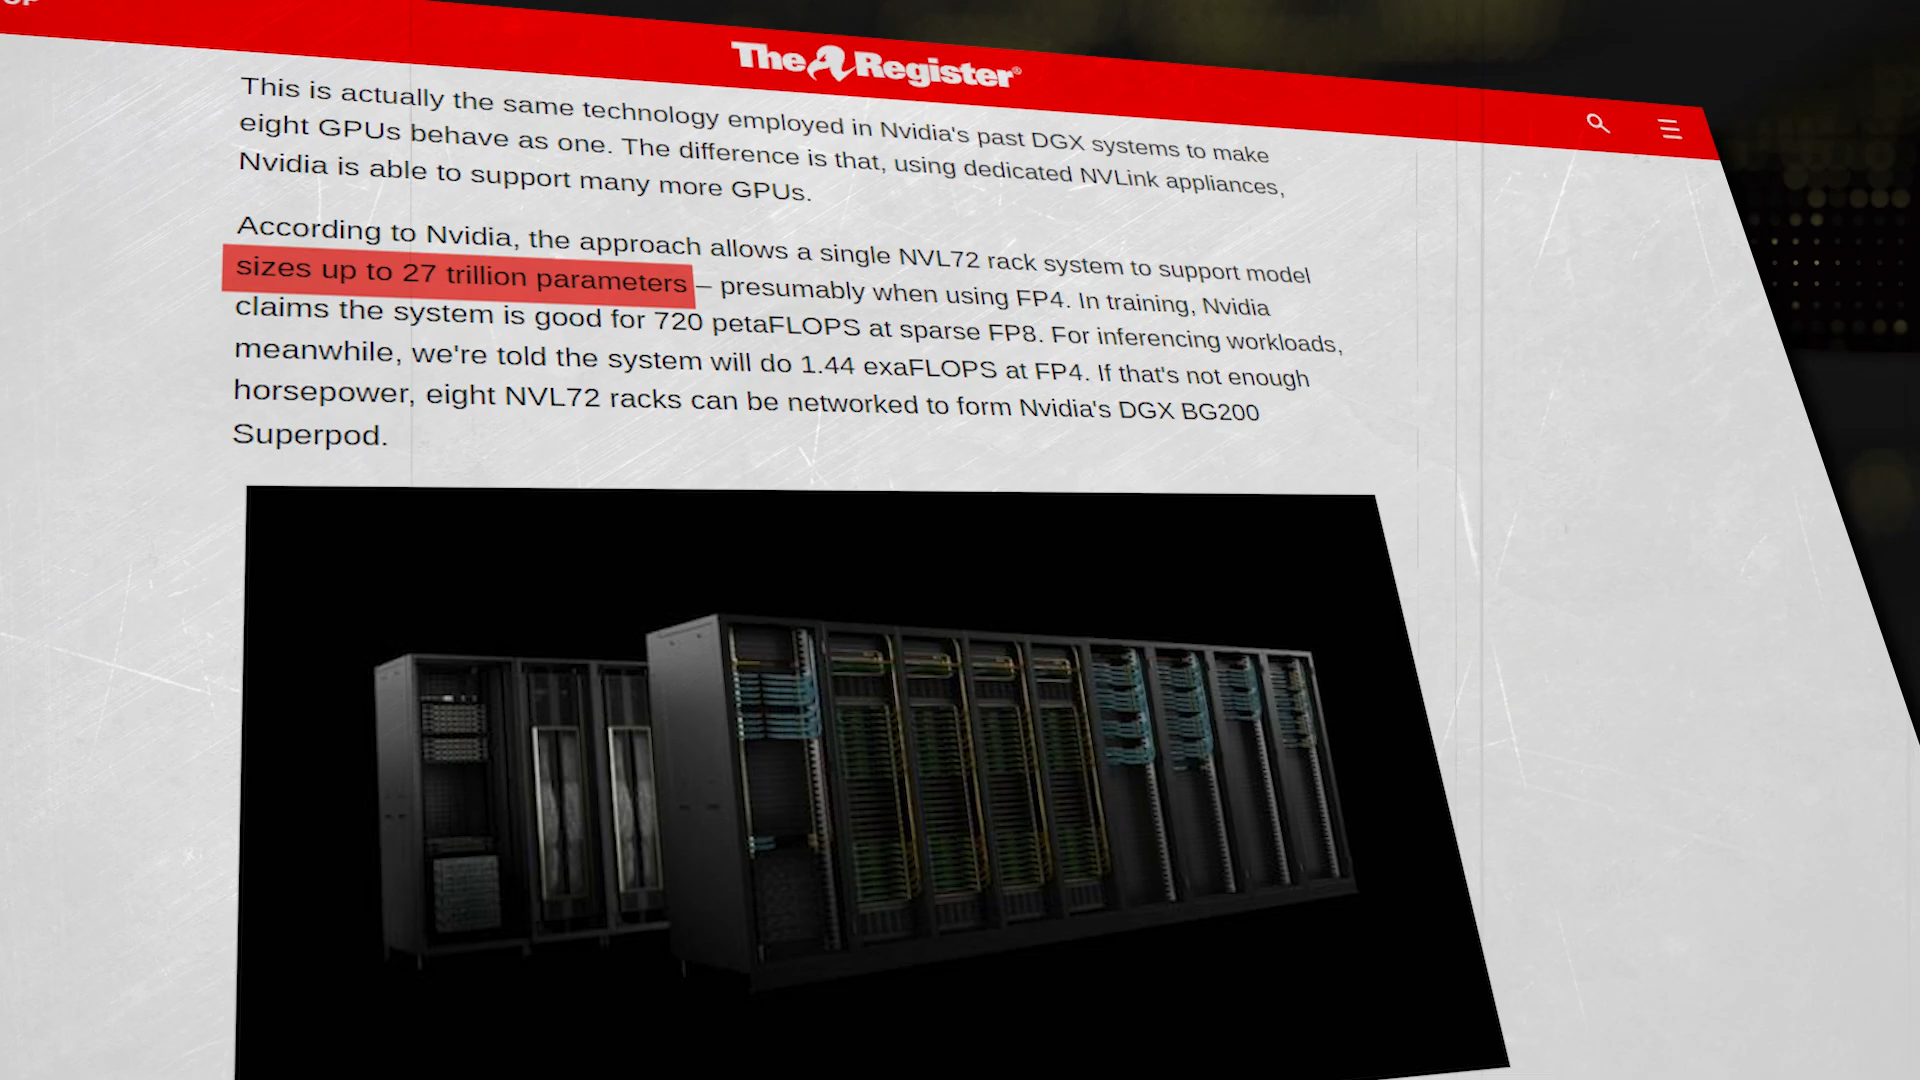 The Register®
This is actually the same technology employed in Nvidia's past DGX systems to make
eight GPUs behave as one. The difference is that, using dedicated NVLink appliances,
Nvidia is able to support many more GPUs.
According to Nvidia, the approach allows a single NVL72 rack system to support model
sizes up to 27 trillion parameters – presumably when using FP4. In training, Nvidia
claims the system is good for 720 petaFLOPS at sparse FP8. For inferencing workloads,
meanwhile, we're told the system will do 1.44 exaFLOPS at FP4. If that's not enough
horsepower, eight NVL72 racks can be networked to form Nvidia's DGX BG200
Superpod.